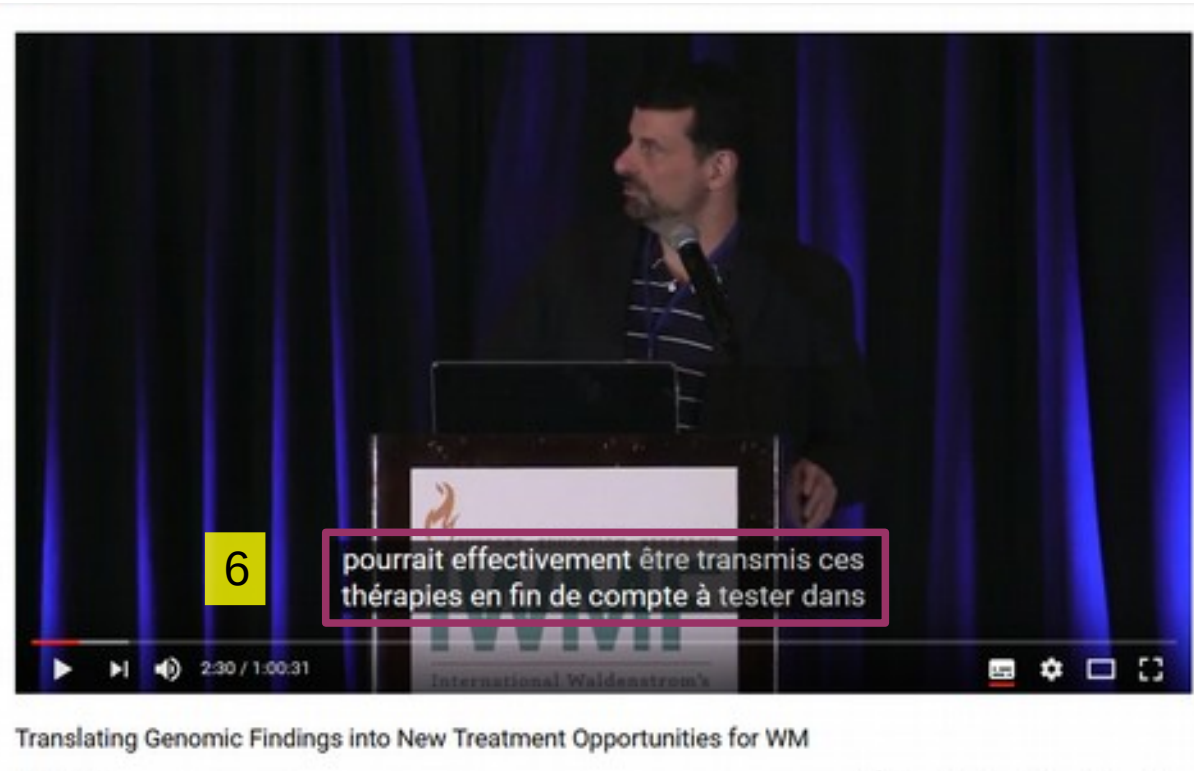 6
pourrait effectivement être transmis ces
thérapies en fin de compte à tester dans
IWMF
International Waldenstrom's
2:30 / 1:00:31
Translating Genomic Findings into New Treatment Opportunities for WM